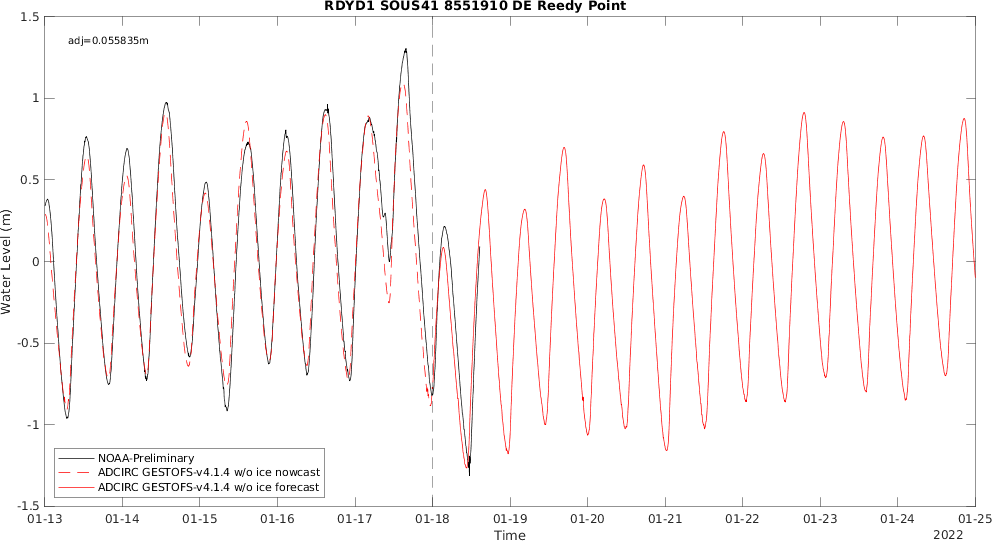 RDYD1 SOUS41 8551910 DE Reedy Point
1.5
adj=0.055835m
1
0.5
0
-0.5
-1
-1.5
Water Level (m)
NOAA-Preliminary
ADCIRC GESTOFS-v4.1.4 w/o ice nowcast
ADCIRC GESTOFS-v4.1.4 w/o ice forecast
01-13 01-14 01-15 01-16 01-17 01-18 01-19 01-20 01-21 01-22 01-23 01-24 01-25
Time
2022